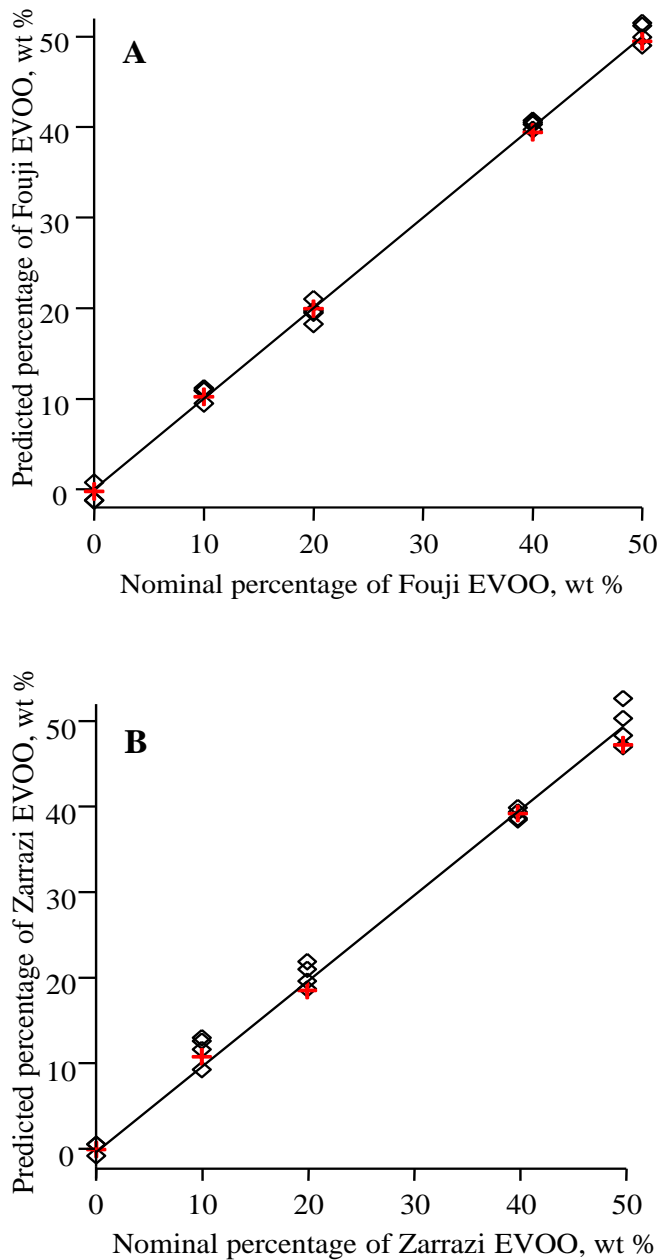 A
Predicted percentage of Fouji EVOO, wt %
50
40
30
20
10
0
0 10 20 30 40 50
Nominal percentage of Fouji EVOO, wt %
B
Predicted percentage of Zarrazi EVOO, wt %
50
40
30
20
10
0
0 10 20 30 40 50
Nominal percentage of Zarrazi EVOO, wt %